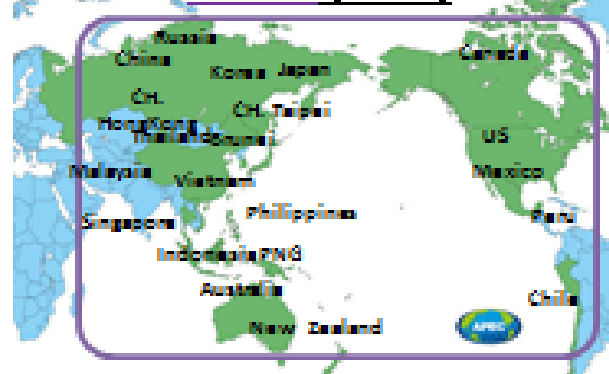 Russia
China
Canada
Korea Japan
CH.
HongKong
CH. Taipei
Thailand
Brunei
US
Malaysia
Vietnam
Mexico
Singapore
Philippines
Peru
Indonesia
PNG
Australia
Chile
New Zealand
APEC